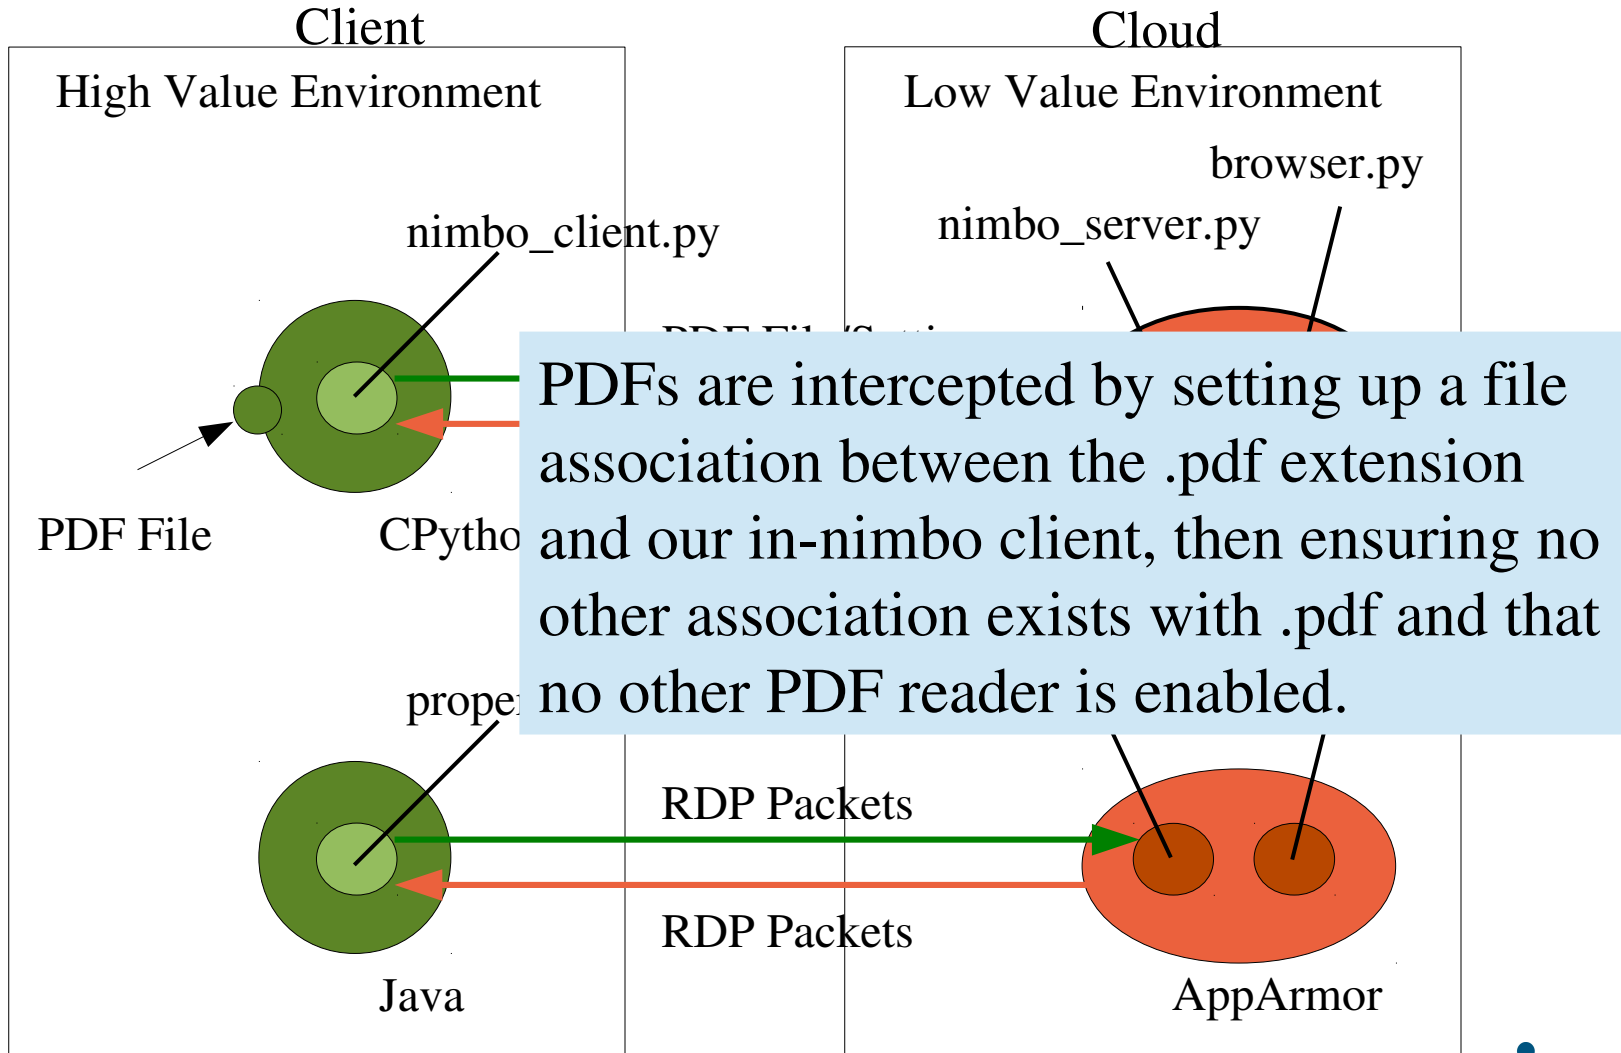 Client
Cloud
High Value Environment
Low Value Environment
browser.py
nimbo_client.py
nimbo_server.py
PDF
PDFs are intercepted by setting up a file
association between the .pdf extension
and our in-nimbo client, then ensuring no
other association exists with .pdf and that
no other PDF reader is enabled.
PDF File
RDP Packets
RDP Packets
Java
AppArmor